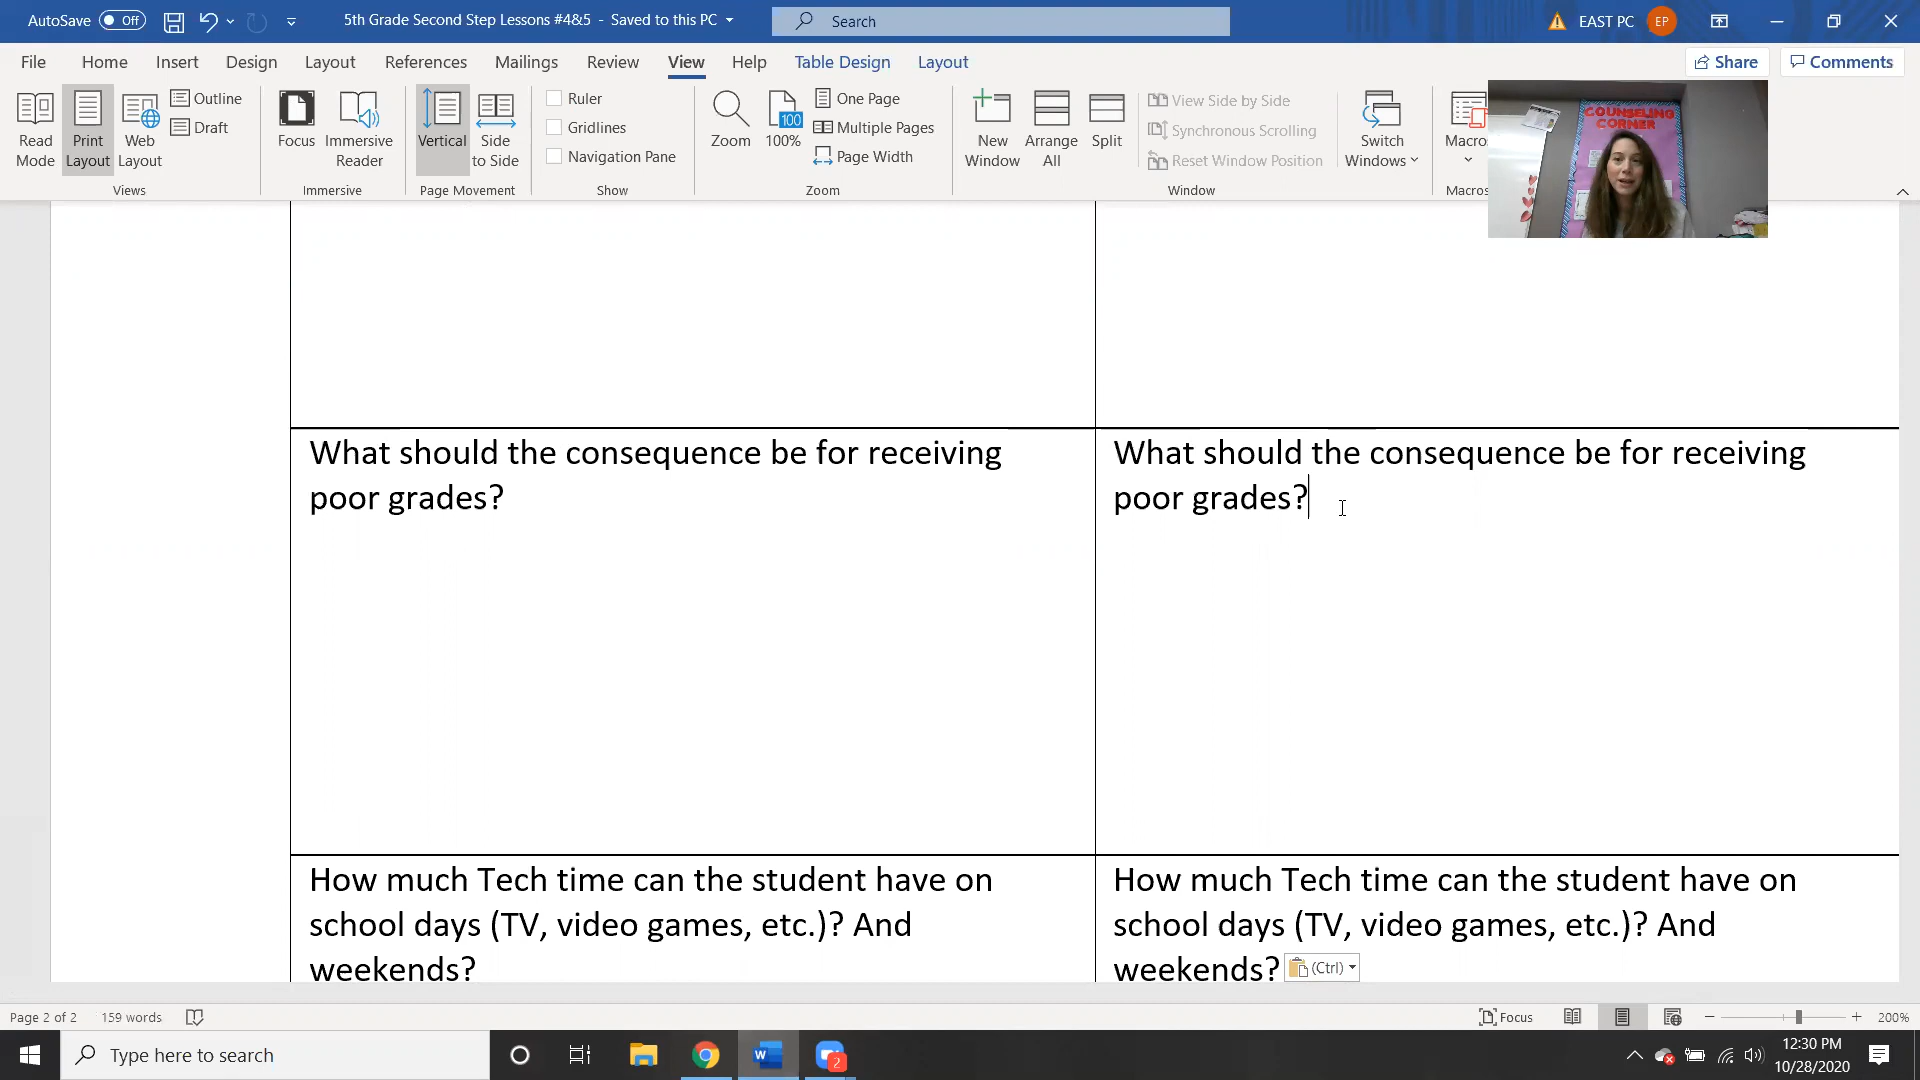 AutoSave Off 5th Grade Second Step Lessons #4&5 - Saved to this PC Search EAST PC EP
File Home Insert Design Layout References Mailings Review View Help Table Design Layout Share Comments
Read Mode
Print Layout
Web Layout
Outline
Draft
Views
Focus
Immersive Reader
Immersive
Vertical
Side to Side
Page Movement
Ruler
Gridlines
Navigation Pane
Show
Zoom
100
100%
One Page
Multiple Pages
Page Width
Zoom
New Window
Arrange All
Split
View Side by Side
Synchronous Scrolling
Reset Window Position
Window
Switch Windows
Macros
Macros
COUNSELING
CORNER
What should the consequence be for receiving
poor grades?
What should the consequence be for receiving
poor grades?
How much Tech time can the student have on
school days (TV, video games, etc.)? And
weekends?
How much Tech time can the student have on
school days (TV, video games, etc.)? And
weekends? (Ctrl)
Page 2 of 2 159 words Focus 200%
Type here to search W 2 12:30 PM
10/28/2020